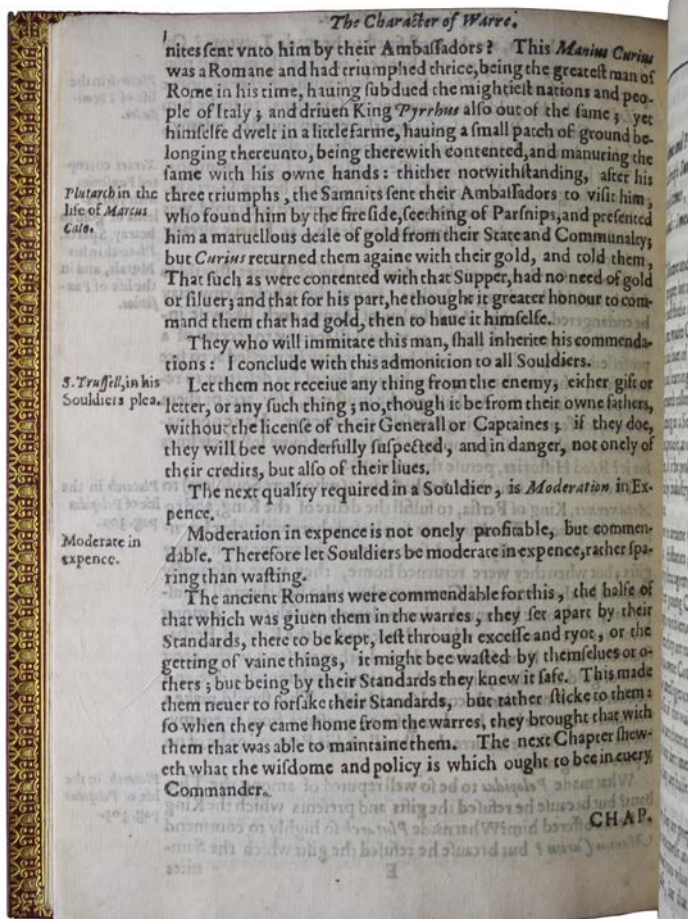 The Character of Warre.
nites ſent vnto him by their Ambaſſadors? This Manius Curius
was a Romane and had triumphed thrice, being the greateſt man of
Rome in his time, hauing ſubdued the mightieſt nations and peo-
ple of Italy; and driuen King Pyrrhus alſo out of the ſame; yet
himſelfe dwelt in a little farme, hauing a ſmall patch of ground be-
longing thereunto, being therewith contented, and manuring the
ſame with his owne hands: thither notwithſtanding, after his
Plutarch in the
life of Marcus
Cato.
three triumphs, the Samnits ſent their Ambaſſadors to viſit him,
who found him by the fire ſide, ſeething of Parſnips, and preſented
him a maruellous deale of gold from their State and Communalty;
but Curius returned them againe with their gold, and told them,
That ſuch as were contented with that Supper, had no need of gold
or ſiluer; and that for his part, he thought it greater honour to com-
mand them that had gold, then to haue it himſelfe.
They who will immitate this man, ſhall inherite his commenda-
tions: I conclude with this admonition to all Souldiers.
S. Truſſell, in his
Souldiers plea.
Let them not receiue any thing from the enemy, either gift or
letter, or any ſuch thing; no, though it be from their owne fathers,
without the licenſe of their Generall or Captaines; if they doe,
they will bee wonderfully ſuſpected, and in danger, not onely of
their credits, but alſo of their liues.
The next quality required in a Souldier, is Moderation in Ex-
pence.
Moderate in
expence.
Moderation in expence is not onely profitable, but commen-
dable. Therefore let Souldiers be moderate in expence, rather ſpa-
ring than waſting.
The ancient Romans were commendable for this, the halfe of
that which was giuen them in the warres, they ſet apart by their
Standards, there to be kept, leſt through exceſſe and ryot, or the
getting of vaine things, it might bee waſted by themſelues or o-
thers; but being by their Standards they knew it ſafe. This made
them neuer to forſake their Standards, but rather ſticke to them:
ſo when they came home from the warres, they brought that with
them that was able to maintaine them. The next Chapter ſhew-
eth what the wiſdome and policy is which ought to bee in euery
Commander.
CHAP.